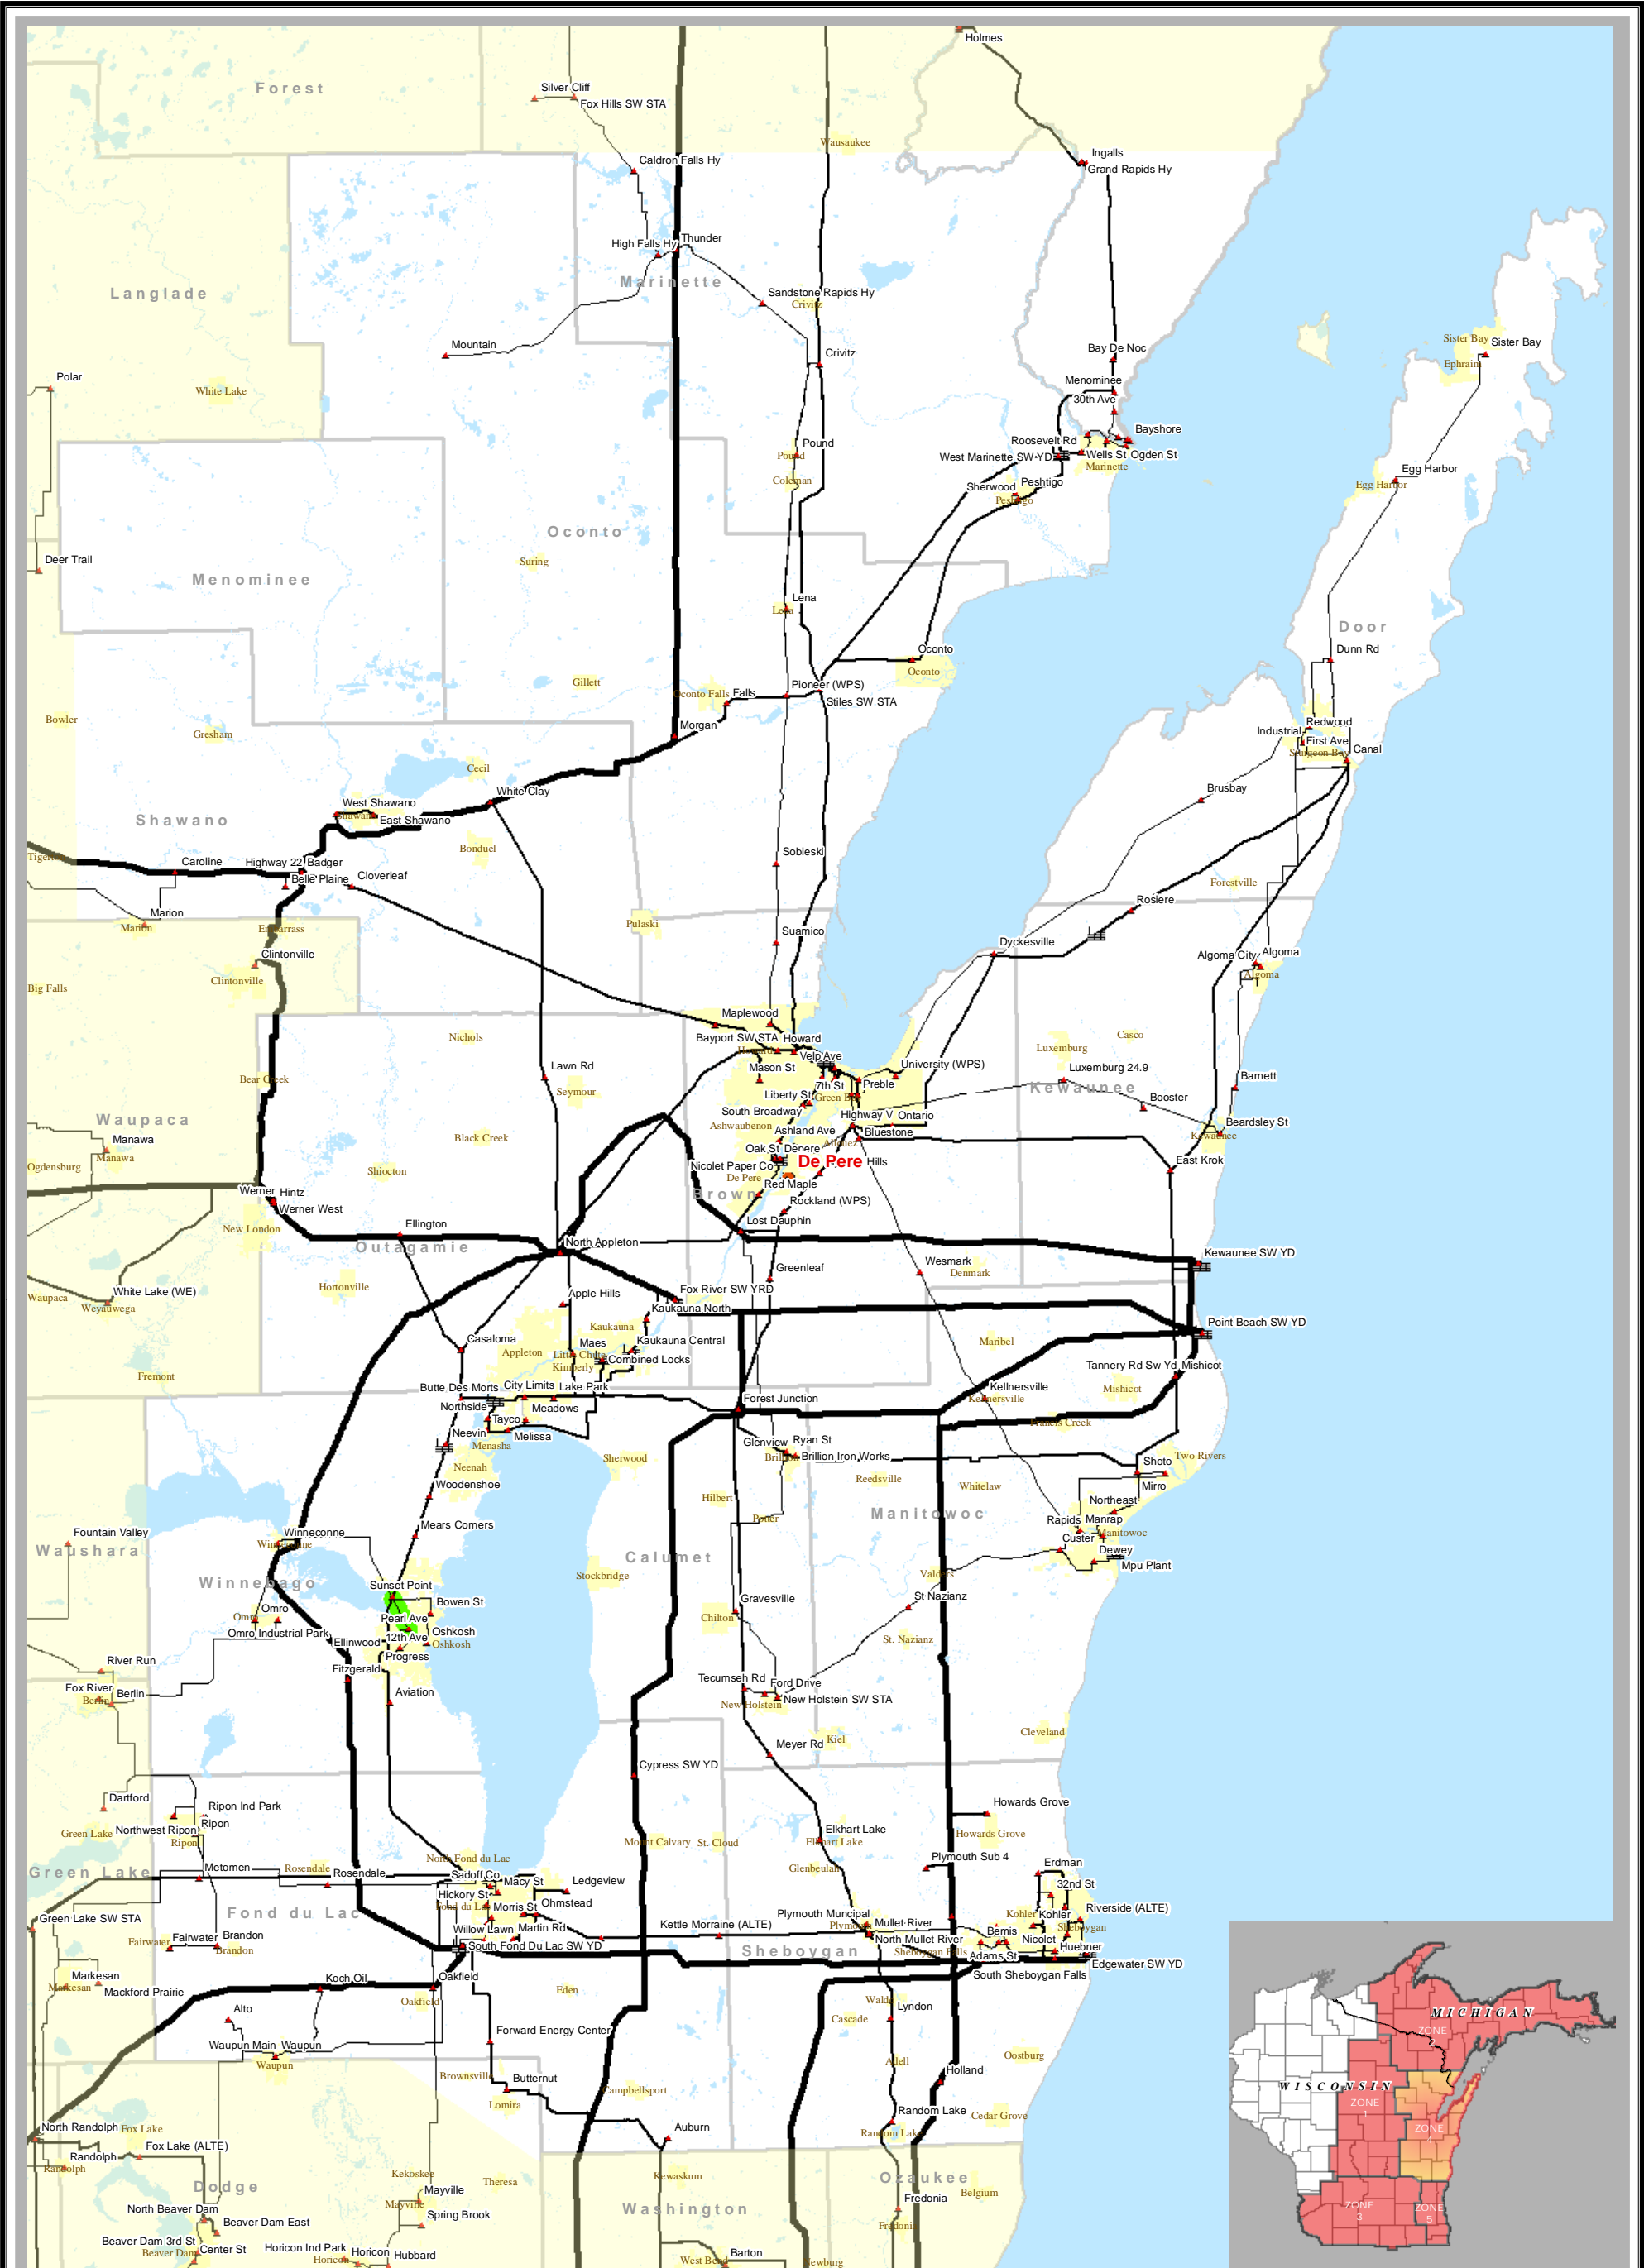 Holmes
Forest
Silver Cliff
Fox Hills SW STA
Wausaukee
Ingalls
Caldron Falls Hy
Grand Rapids Hy
Thunder
High Falls Hy
Marinette
Langlade
Sandstone Rapids Hy
Crivitz
Sister Bay
Sister Bay
Mountain
Bay De Noc
Crivitz
Ephraim
Polar
Menominee
White Lake
30th Ave
Bayshore
Roosevelt Rd
Pound
Pound
West Marinette SW YD
Wells St
Ogden St
Marinette
Egg Harbor
Egg Harbor
Coleman
Sherwood
Peshtigo
Peshtigo
Oconto
Deer Trail
Suring
Menominee
Lena
Lena
Door
Dunn Rd
Oconto
Oconto
Gillett
Pioneer (WPS)
Oconto Falls
Falls
Stiles SW STA
Bowler
Gresham
Morgan
Redwood
Industrial
First Ave
Sturgeon Bay
Canal
Cecil
White Clay
Brusbay
West Shawano
Shawano
East Shawano
Shawano
Bonduel
Sobieski
Tigerton
Caroline
Highway 22
Badger
Belle Plaine
Cloverleaf
Forestville
Rosiere
Marion
Marion
Embarrass
Pulaski
Suamico
Dyckesville
Clintonville
Clintonville
Algoma City
Algoma
Algoma
Big Falls
Maplewood
Nichols
Bayport SW STA
Howard
Howard
Casco
Luxemburg
Velp Ave
University (WPS)
Lawn Rd
Mason St
Luxemburg 24.9
Bear Creek
Seymour
7th St
Preble
Kewaunee
Barnett
Liberty St
Green Bay
Booster
Waupaca
South Broadway
Highway V
Ontario
Beardsley St
Manawa
Manawa
Black Creek
Ashwaubenon
Ashland Ave
Bluestone
Kewaunee
Allouez
Oak St
Depere
De Pere
Hills
East Krok
Ogdensburg
Shiocton
Nicolet Paper Co
De Pere
Red Maple
Brown
Werner
Hintz
Rockland (WPS)
Werner West
New London
Ellington
Lost Dauphin
Outagamie
North Appleton
Kewaunee SW YD
Wesmark
Denmark
Greenleaf
Hortonville
White Lake (WE)
Waupaca
Weyauwega
Apple Hills
Fox River SW YRD
Kaukauna North
Kaukauna
Point Beach SW YD
Casaloma
Maes
Kaukauna Central
Maribel
Appleton
Little Chute
Combined Locks
Kimberly
Tannery Rd Sw Yd
Mishicot
Fremont
Butte Des Morts
City Limits
Lake Park
Kellnersville
Mishicot
Forest Junction
Kellnersville
Northside
Meadows
Tayco
Francis Creek
Neevin
Melissa
Menasha
Glenview
Ryan St
Sherwood
Brillion
Brillion Iron Works
Two Rivers
Neenah
Shoto
Reedsville
Woodenshoe
Whitelaw
Mirro
Hilbert
Northeast
Manitowoc
Mears Corners
Potter
Rapids
Manrap
Manitowoc
Fountain Valley
Winneconne
Winneconne
Custer
Waushara
Calumet
Dewey
Mpu Plant
Stockbridge
Valders
Winnebago
Sunset Point
Bowen St
Gravesville
St Nazianz
Omro
Omro
Pearl Ave
Chilton
Omro Industrial Park
12th Ave
Oshkosh
Ellinwood
Oshkosh
St. Nazianz
Progress
River Run
Fitzgerald
Tecumseh Rd
Ford Drive
Fox River
Berlin
Berlin
Aviation
New Holstein
New Holstein SW STA
Kiel
Cleveland
Meyer Rd
Cypress SW YD
Dartford
Ripon Ind Park
Howards Grove
Ripon
Green Lake
Northwest Ripon
Ripon
Mount Calvary
St. Cloud
Elkhart Lake
Elkhart Lake
Howards Grove
North Fond du Lac
Plymouth Sub 4
Green Lake
Metomen
Rosendale
Rosendale
Glenbeulah
Erdman
Sadoff Co
Macy St
Ledgeview
32nd St
Hickory St
Fond du Lac
Morris St
Ohmstead
Riverside (ALTE)
Fond du Lac
Plymouth Muncipal
Kohler
Kohler
Green Lake SW STA
Kettle Morraine (ALTE)
Plymouth
Mullet River
Sheboygan
Willow Lawn
Martin Rd
Bemis
Fairwater
Fairwater
Brandon
Brandon
South Fond Du Lac SW YD
Sheboygan
North Mullet River
Nicolet
Huebner
Sheboygan Falls
Adams St
Edgewater SW YD
South Sheboygan Falls
Markesan
Markesan
Mackford Prairie
Koch Oil
Oakfield
Oakfield
Eden
Alto
Waldo
Lyndon
Cascade
Forward Energy Center
Waupun Main
Waupun
Waupun
Adell
Oostburg
Brownsville
Butternut
Holland
Lomira
Campbellsport
Random Lake
Cedar Grove
Random Lake
Auburn
North Randolph
Fox Lake
Fox Lake (ALTE)
Randolph
Randolph
Kekoskee
Theresa
Kewaskum
Ozaukee
Belgium
Dodge
Mayville
Mayville
North Beaver Dam
Beaver Dam East
Spring Brook
Washington
Fredonia
Fredonia
Beaver Dam 3rd St
Beaver Dam
Center St
Horicon Ind Park
Horicon
Horicon
Hubbard
West Bend
Barton
Newburg
MICHIGAN
ZONE
WISCONSIN
ZONE
1
ZONE
4
ZONE
3
ZONE
5